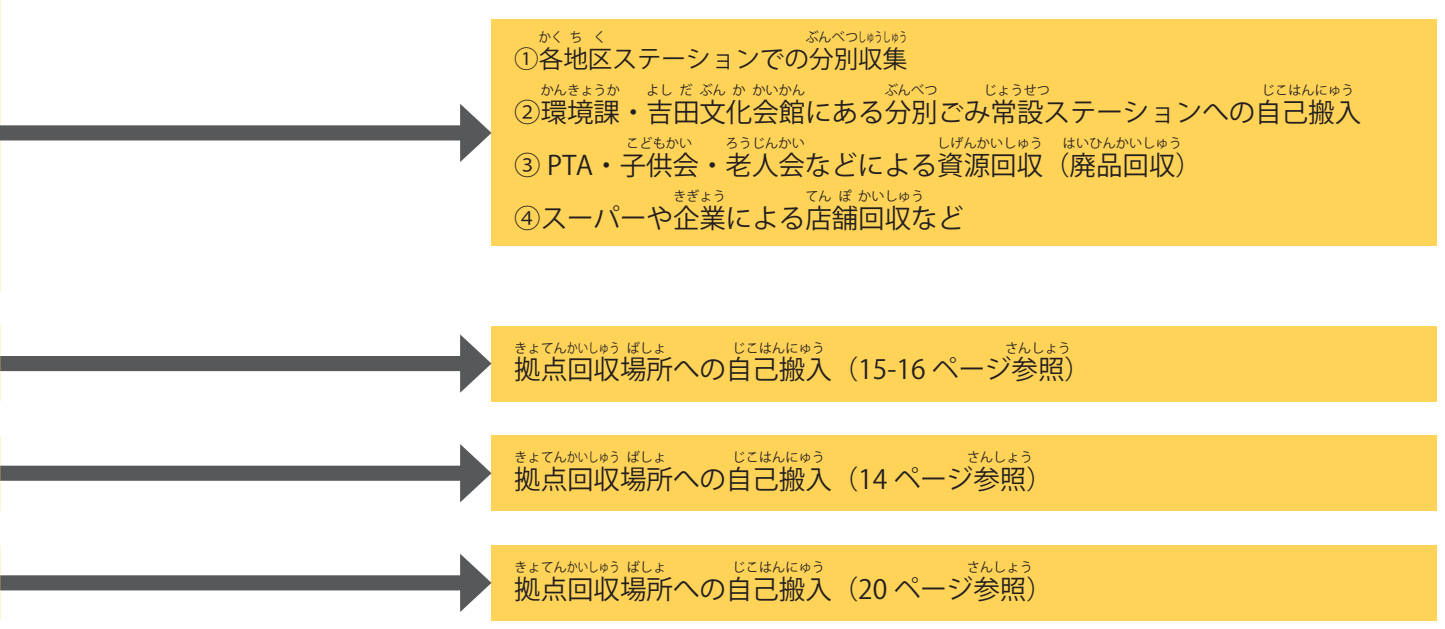 かくちく ぶんべつしゅうしゅう
①各地区ステーションでの分別収集
かんきょうか よしだぶんかかいかん ぶんべつ じょうせつ じこはんにゅう
②環境課・吉田文化会館にある分別ごみ常設ステーションへの自己搬入
こどもかい ろうじんかい しげんかいしゅう はいひんかいしゅう
③ PTA・子供会・老人会などによる資源回収（廃品回収）
きぎょう てんぽかいしゅう
④スーパーや企業による店舗回収など
きょてんかいしゅうばしょ じこはんにゅう さんしょう
拠点回収場所への自己搬入（15-16 ページ参照）
きょてんかいしゅうばしょ じこはんにゅう さんしょう
拠点回収場所への自己搬入（14 ページ参照）
きょてんかいしゅうばしょ じこはんにゅう さんしょう
拠点回収場所への自己搬入（20 ページ参照）